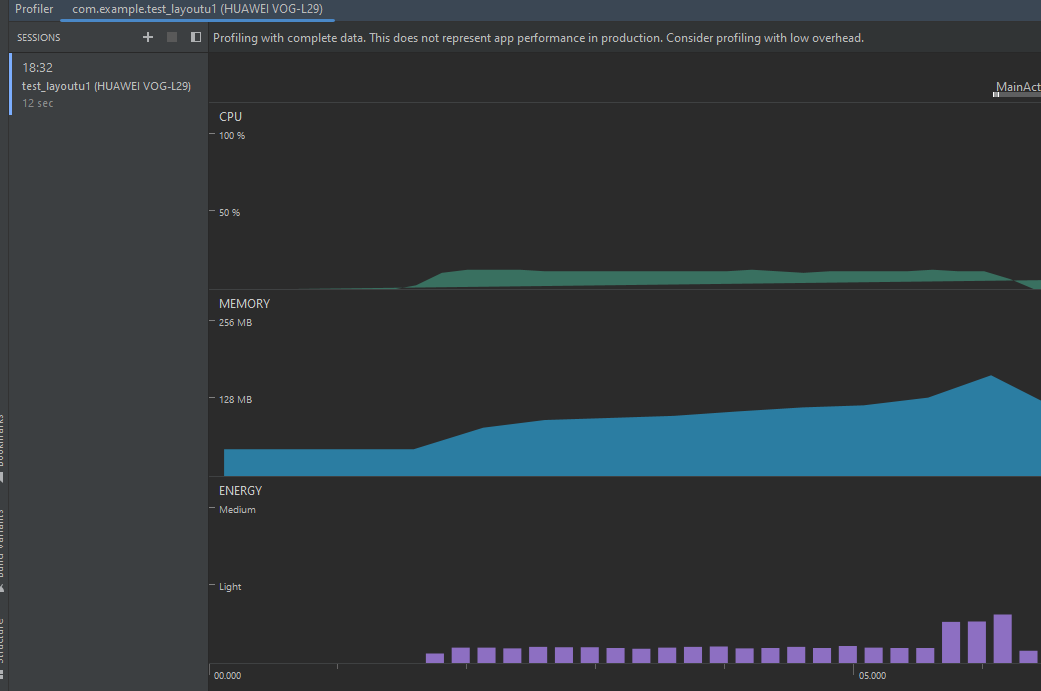 Profiler com.example.test_layoutu1 (HUAWEI VOG-L29)
SESSIONS
Profiling with complete data. This does not represent app performance in production. Consider profiling with low overhead.
18:32
test_layoutu1 (HUAWEI VOG-L29)
12 sec
MainAct
CPU
100 %
50 %
MEMORY
256 MB
128 MB
ENERGY
Medium
Light
00.000
05.000
Bookmarks
Build Variants
Structure